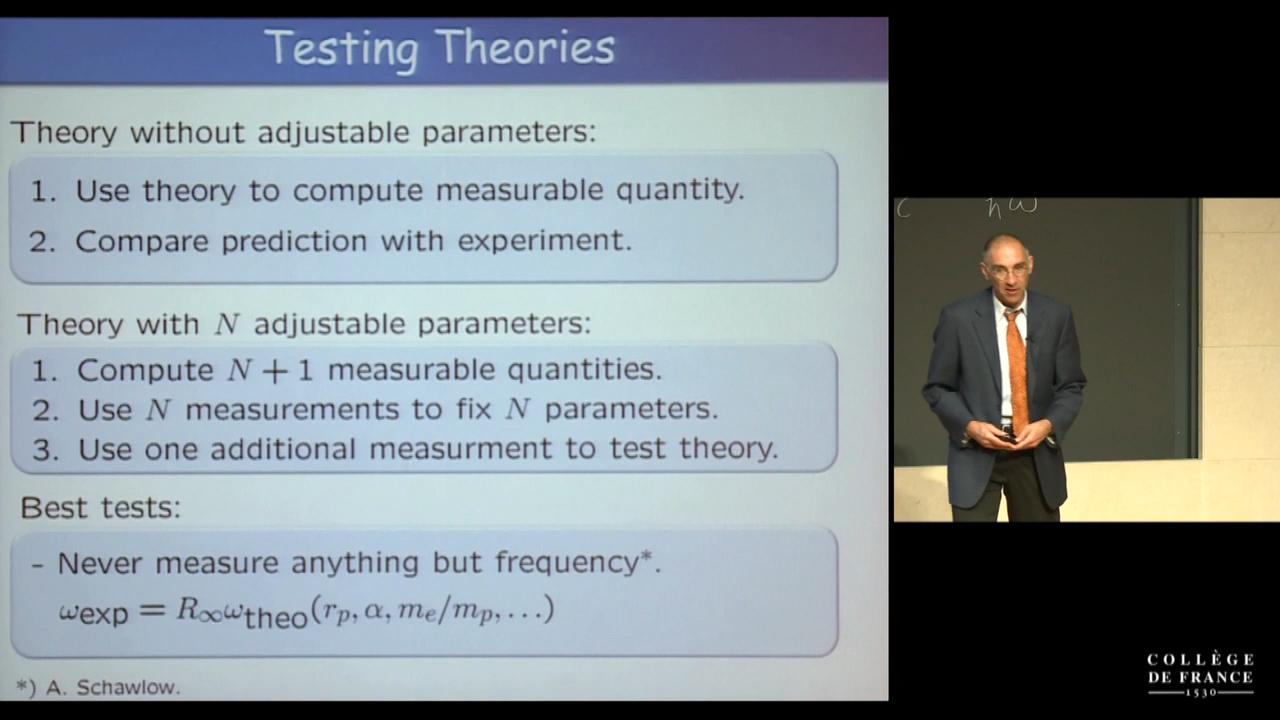 Testing Theories
Theory without adjustable parameters:
1. Use theory to compute measurable quantity.
2. Compare prediction with experiment.
Theory with N adjustable parameters:
1. Compute N + 1 measurable quantities.
2. Use N measurements to fix N parameters.
3. Use one additional measurment to test theory.
Best tests:
- Never measure anything but frequency*.
ωexp = R∞ωtheo(rp, α, me/mp, ...)
*) A. Schawlow.
c ħω
COLLÈGE
DE FRANCE
1530